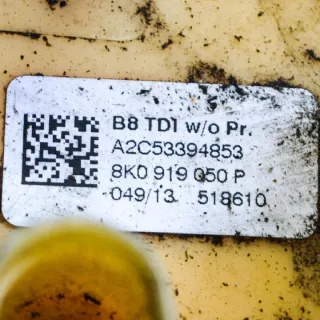 B8 TDI w/o Pr.
A2C53394853
8K0 919 050 P
049/13 518610